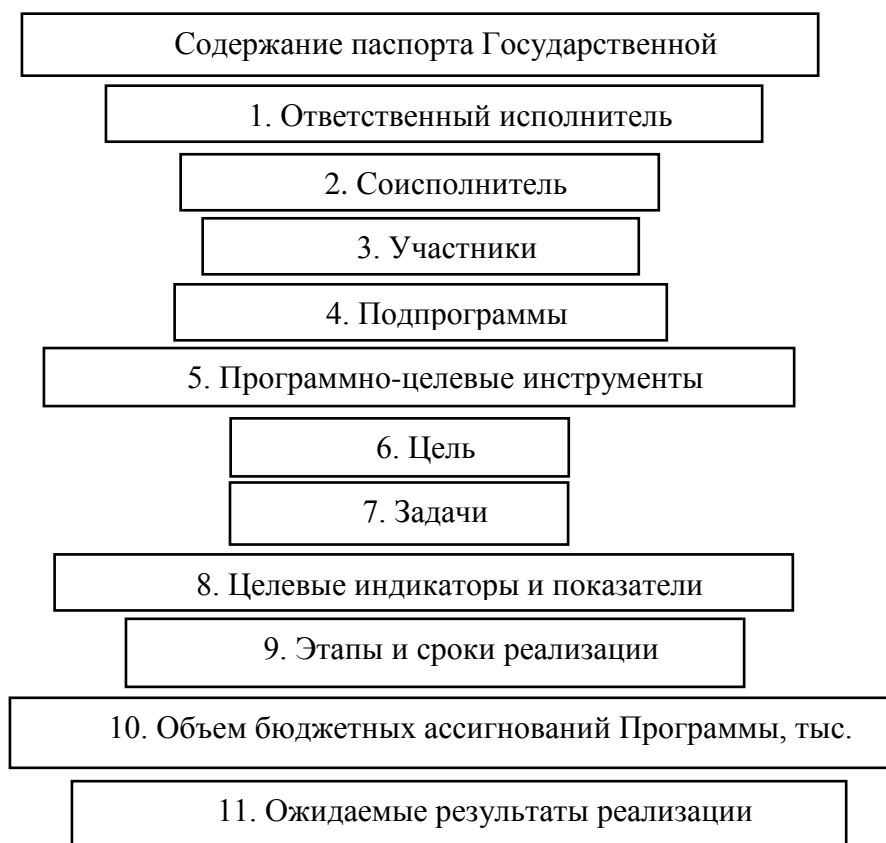 Содержание паспорта Государственной
1. Ответственный исполнитель
2. Соисполнитель
3. Участники
4. Подпрограммы
5. Программно-целевые инструменты
6. Цель
7. Задачи
8. Целевые индикаторы и показатели
9. Этапы и сроки реализации
10. Объем бюджетных ассигнований Программы, тыс.
11. Ожидаемые результаты реализации